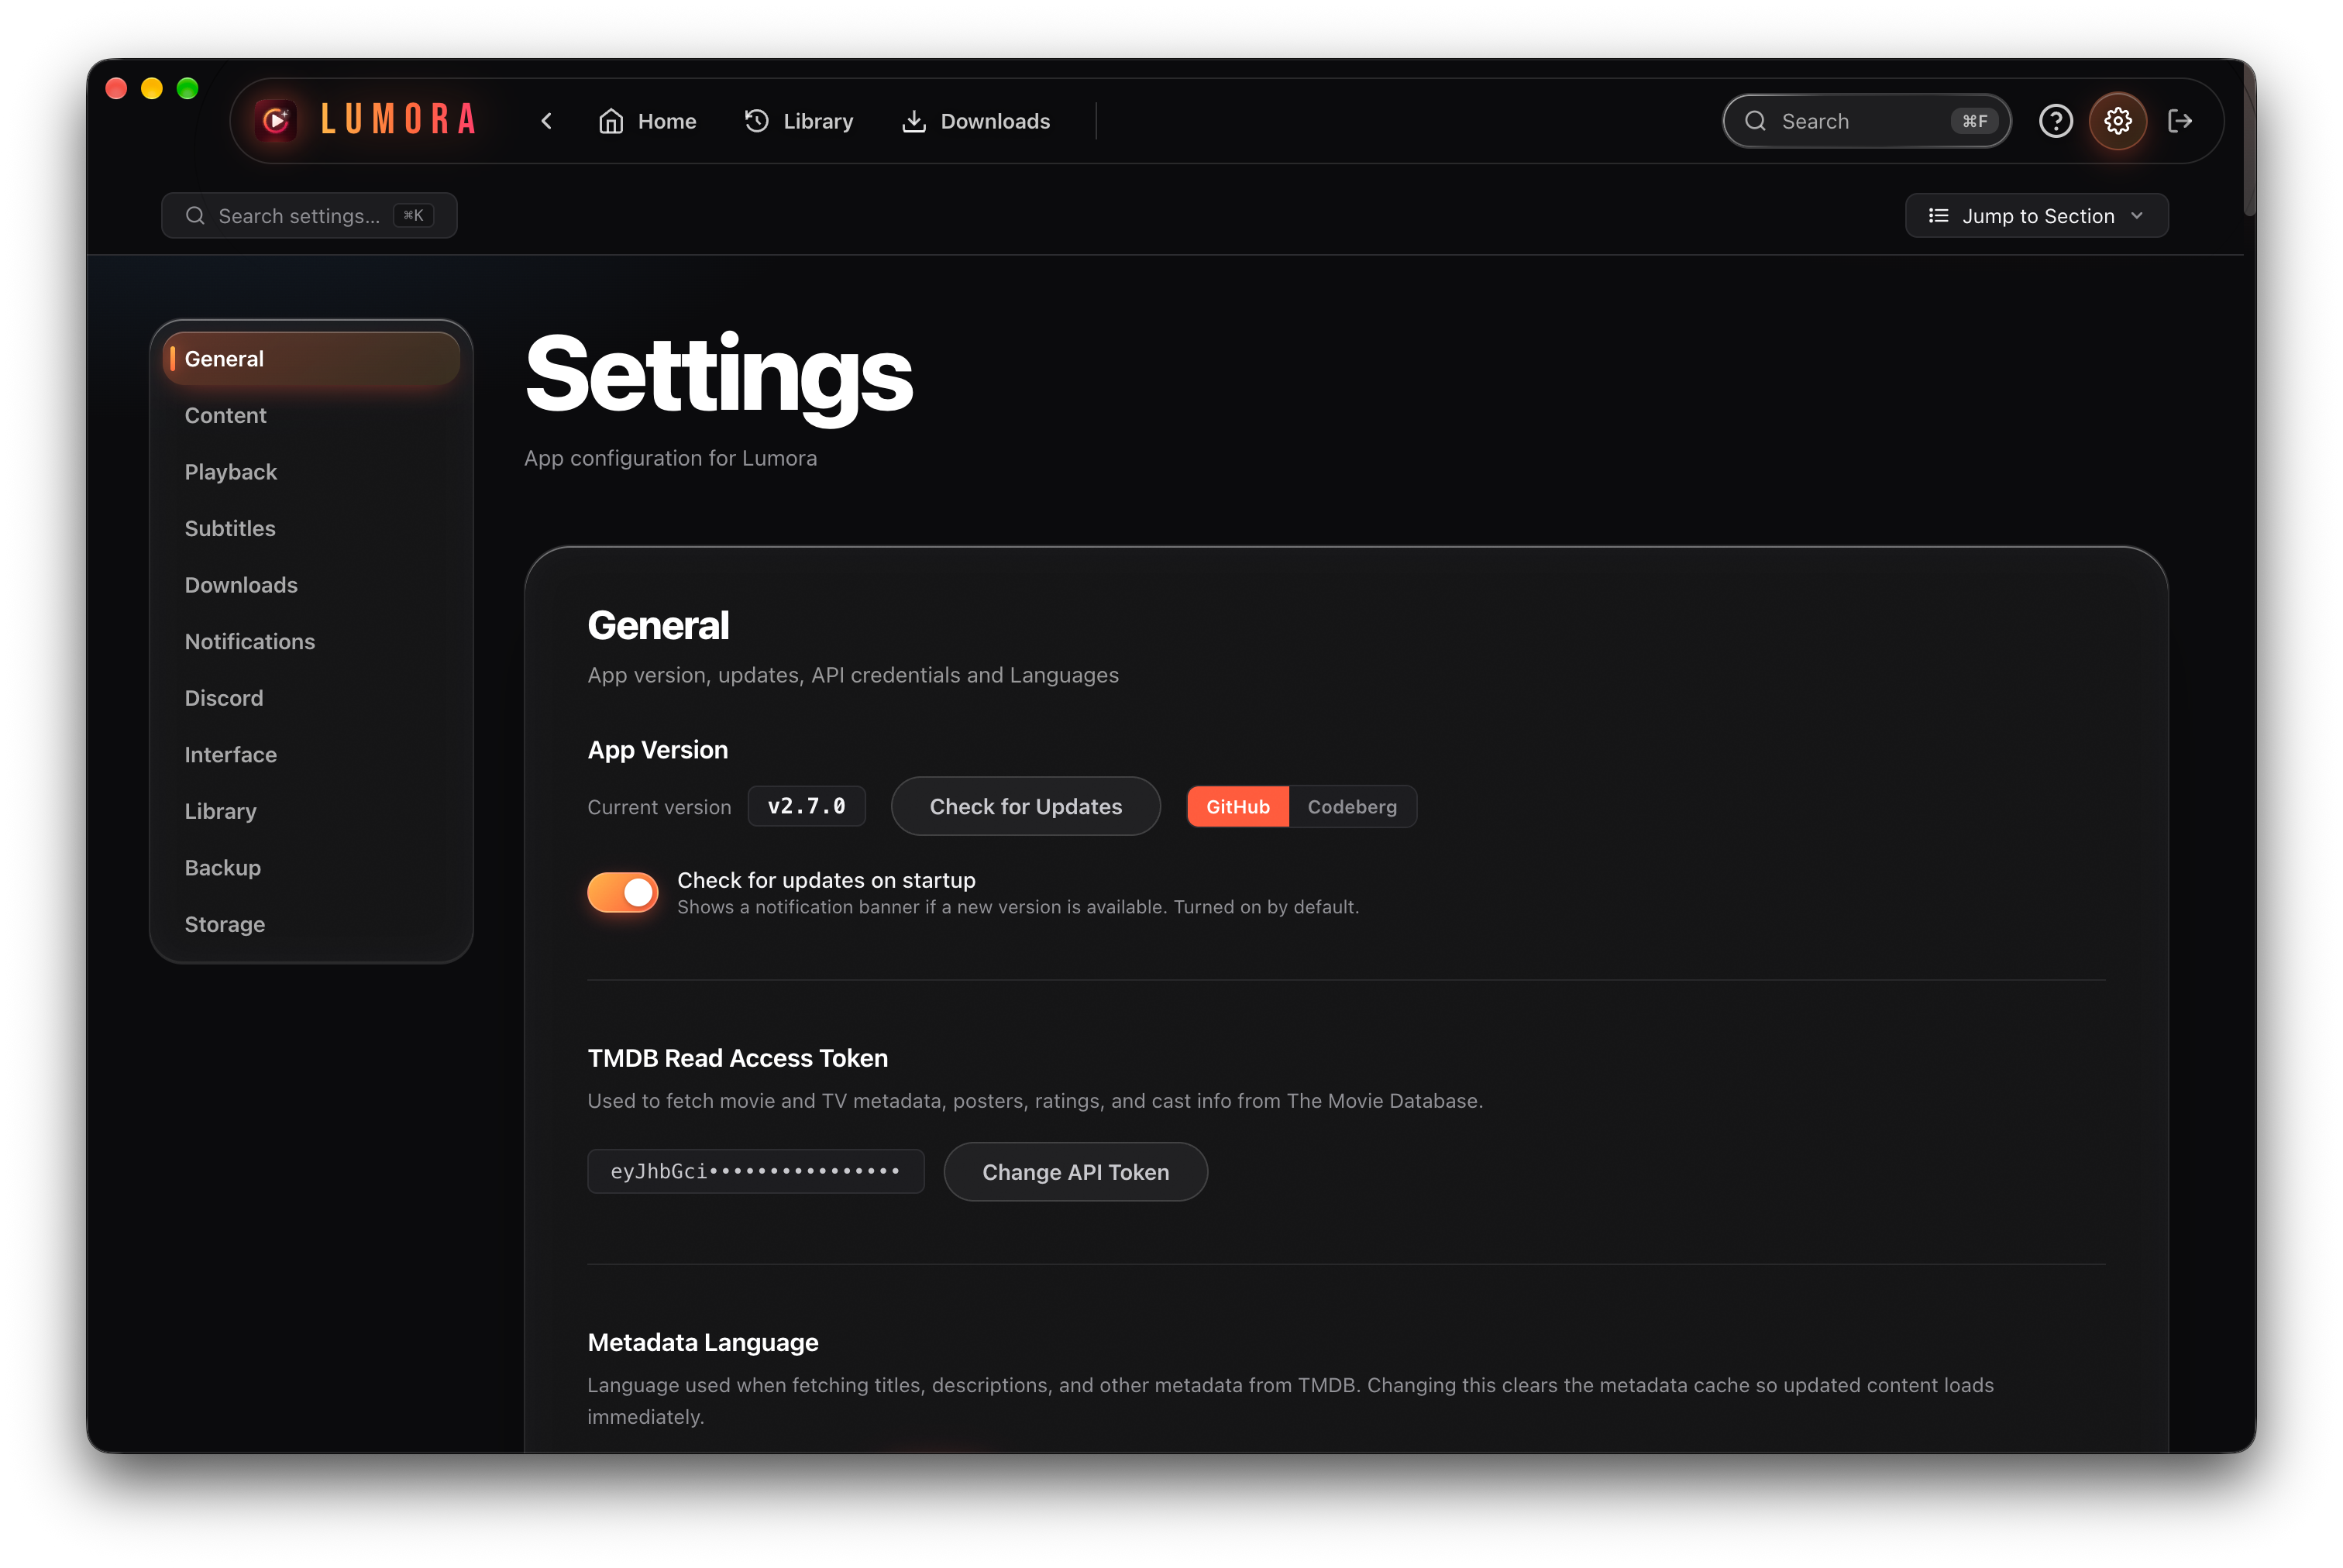 LUMORA
Home
Library
Downloads
Search
⌘F
Search settings...
⌘K
Jump to Section
General
Content
Playback
Subtitles
Downloads
Notifications
Discord
Interface
Library
Backup
Storage
Settings
App configuration for Lumora
General
App version, updates, API credentials and Languages
App Version
Current version
v2.7.0
Check for Updates
GitHub
Codeberg
Check for updates on startup
Shows a notification banner if a new version is available. Turned on by default.
TMDB Read Access Token
Used to fetch movie and TV metadata, posters, ratings, and cast info from The Movie Database.
eyJhbGci••••••••••••••••
Change API Token
Metadata Language
Language used when fetching titles, descriptions, and other metadata from TMDB. Changing this clears the metadata cache so updated content loads
immediately.